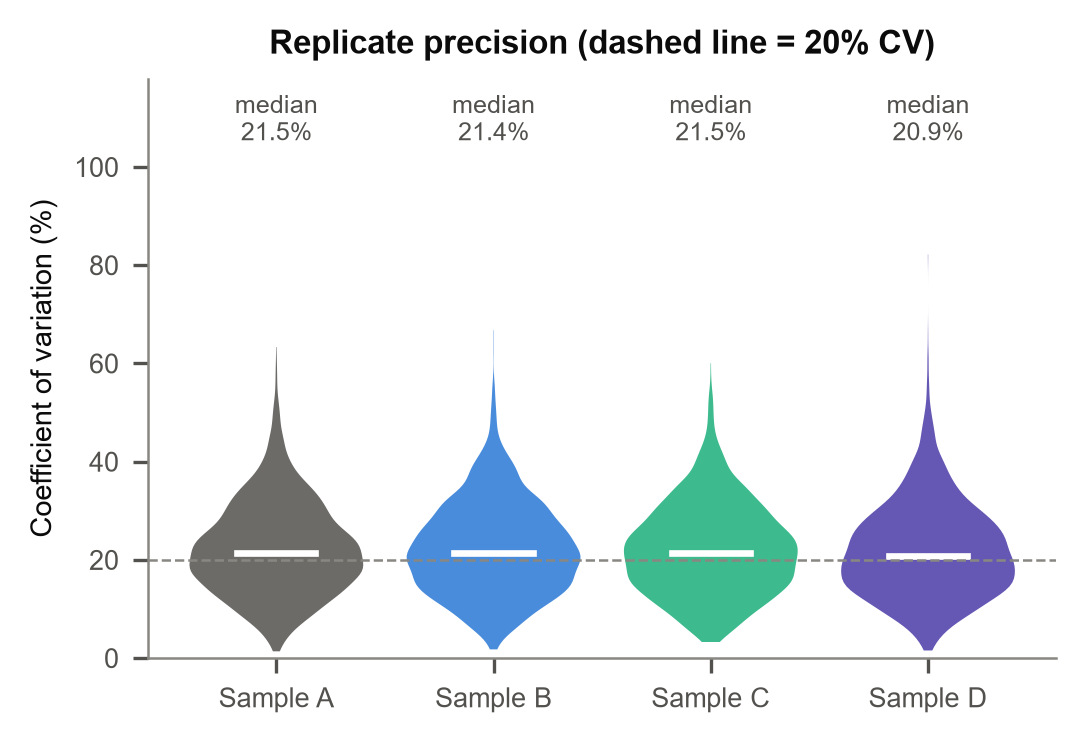 Replicate precision (dashed line = 20% CV)
median median median median
21.5% 21.4% 21.5% 20.9%
100
80
60
40
20
0
Coefficient of variation (%)
Sample A Sample B Sample C Sample D